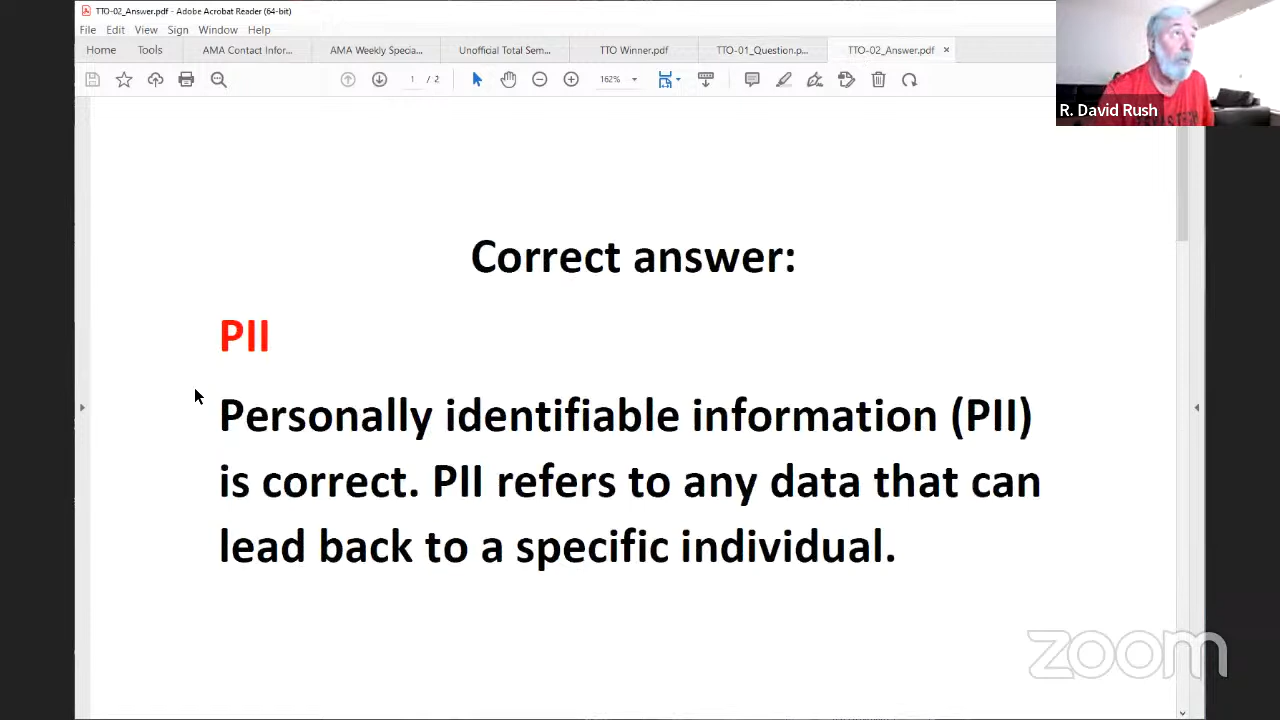 TTO-02_Answer.pdf - Adobe Acrobat Reader (64-bit)
File Edit View Sign Window Help
Home Tools AMA Contact Infor... AMA Weekly Specia... Unofficial Total Sem... TTO Winner.pdf TTO-01_Question.p... TTO-02_Answer.pdf ×
1 / 2 162%
R. David Rush
Correct answer:
PII
Personally identifiable information (PII)
is correct. PII refers to any data that can
lead back to a specific individual.
zoom